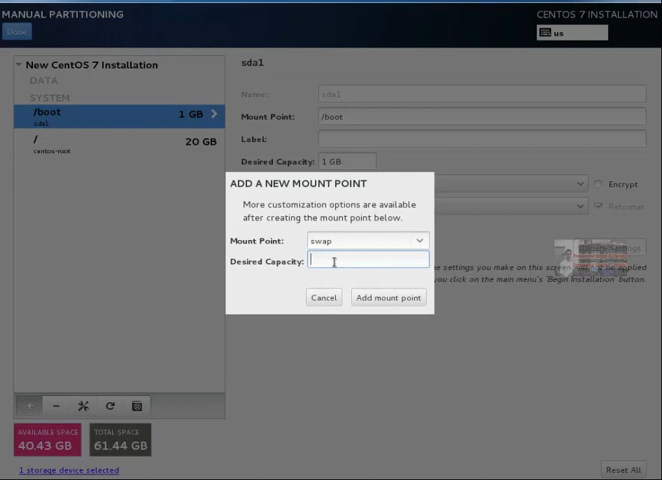 MANUAL PARTITIONING
CENTOS 7 INSTALLATION
Done
us
New CentOS 7 Installation
DATA
SYSTEM
/boot
1 GB
sda1
/
20 GB
centos-root
sda1
Name: sda1
Mount Point: /boot
Label:
Desired Capacity: 1 GB
Encrypt
Reformat
ADD A NEW MOUNT POINT
More customization options are available
after creating the mount point below.
Mount Point: swap
Desired Capacity:
Cancel
Add mount point
settings you make on this screen
be applied
you click on the main menu's 'Begin Installation' button.
AVAILABLE SPACE
40.43 GB
TOTAL SPACE
61.44 GB
1 storage device selected
Reset All